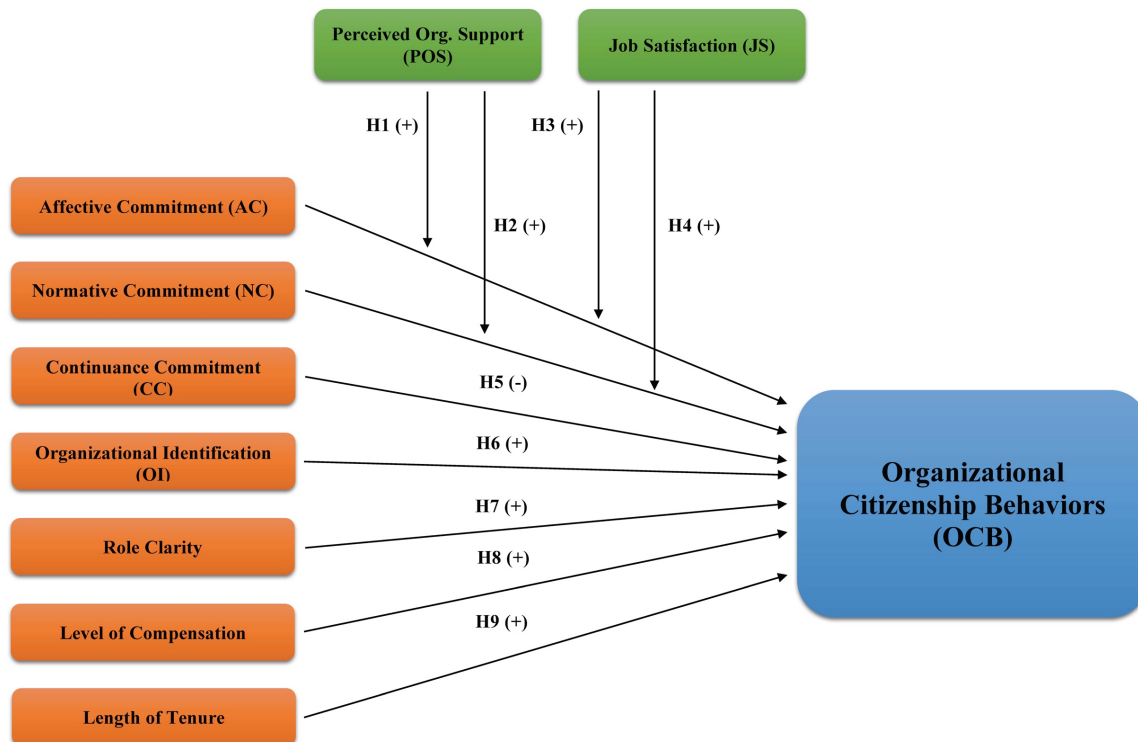 Perceived Org. Support
(POS)
Job Satisfaction (JS)
H1 (+)
H3 (+)
Affective Commitment (AC)
H2 (+)
H4 (+)
Normative Commitment (NC)
Continuance Commitment
(CC)
H5 (-)
Organizational Identification
(OI)
H6 (+)
Organizational
Citizenship Behaviors
(OCB)
H7 (+)
Role Clarity
H8 (+)
Level of Compensation
H9 (+)
Length of Tenure